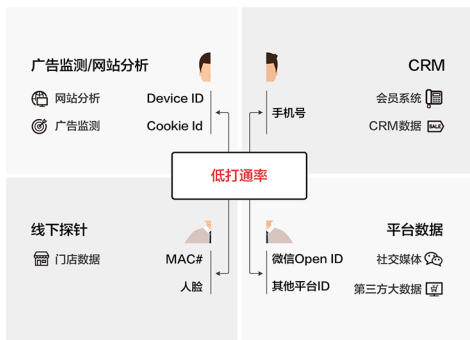 广告监测/网站分析
网站分析
Device ID
广告监测
Cookie Id
CRM
会员系统
手机号
CRM数据
SALE
低打通率
线下探针
门店数据
MAC#
人脸
平台数据
微信Open ID
社交媒体
其他平台ID
第三方大数据